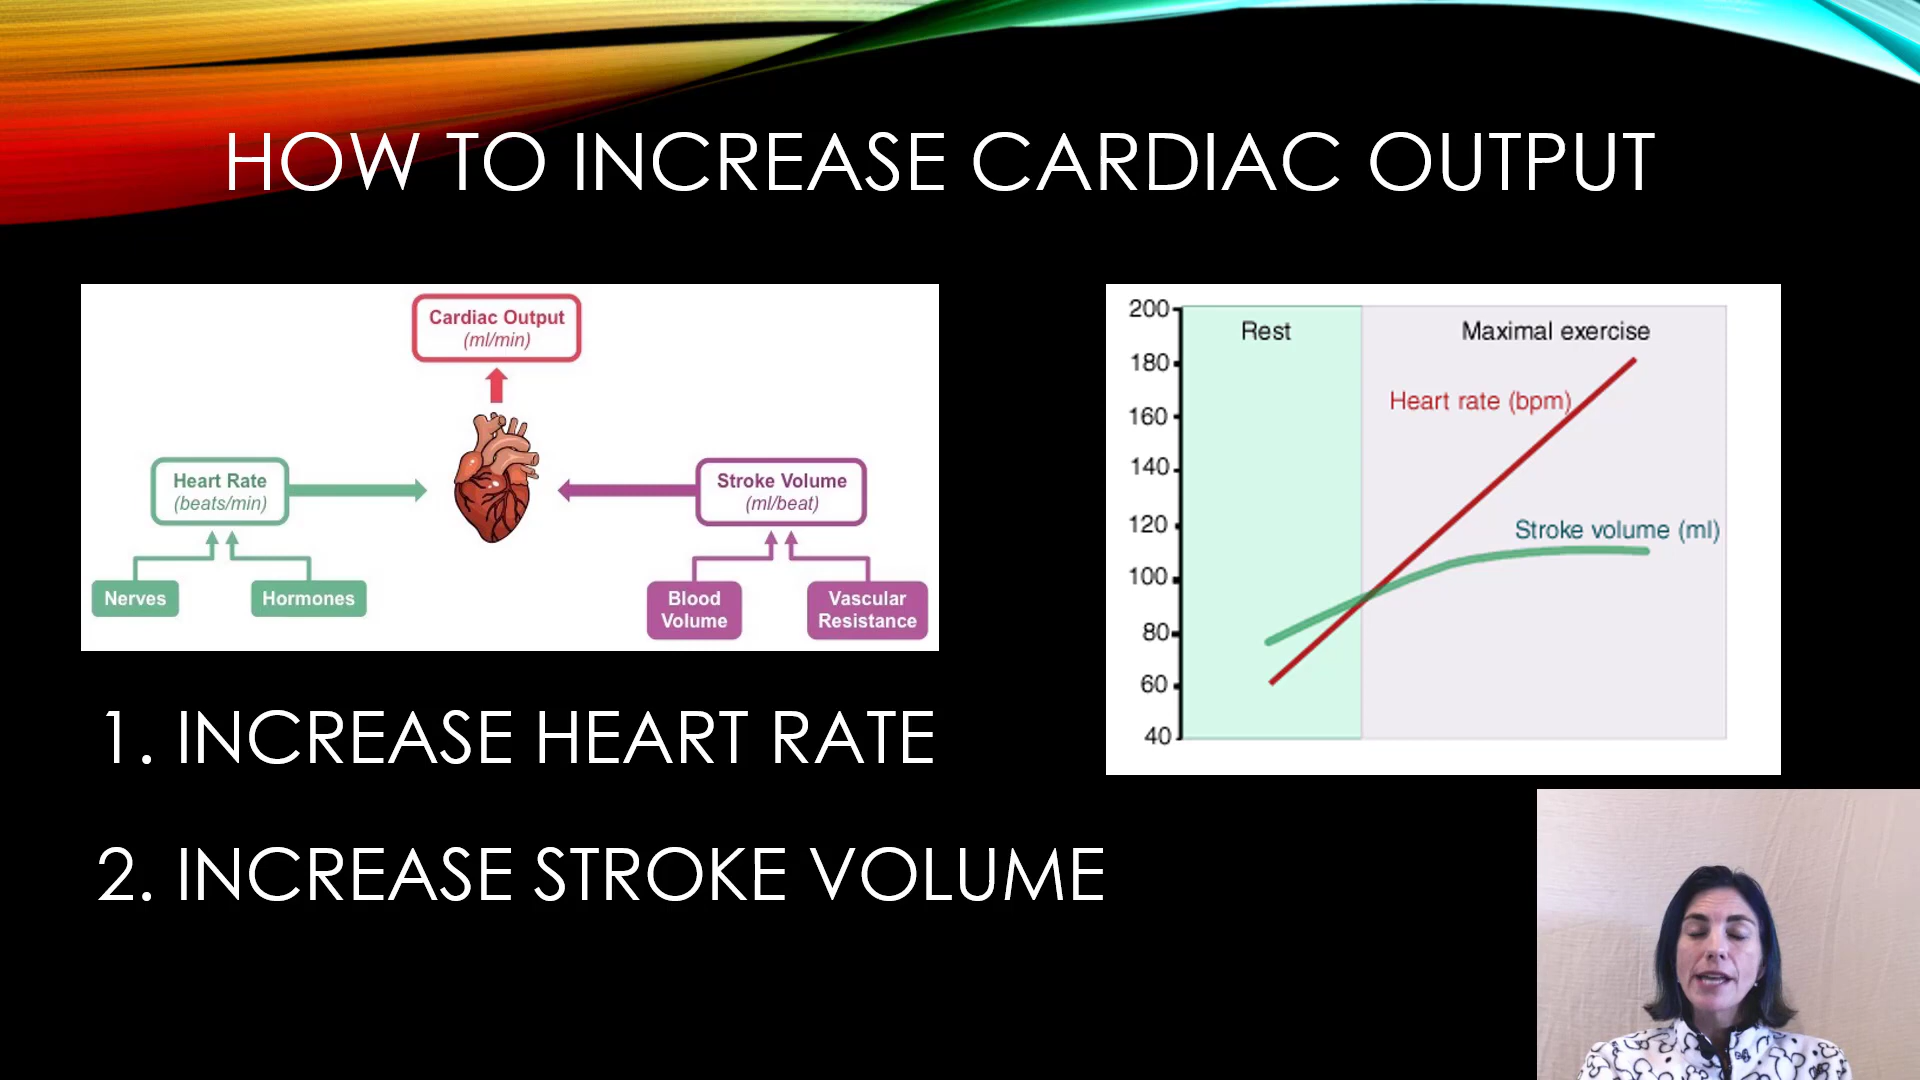 HOW TO INCREASE CARDIAC OUTPUT
Cardiac Output
(ml/min)
Heart Rate
(beats/min)
Stroke Volume
(ml/beat)
Nerves
Hormones
Blood
Volume
Vascular
Resistance
200
180
160
140
120
100
80
60
40
Rest
Maximal exercise
Heart rate (bpm)
Stroke volume (ml)
1. INCREASE HEART RATE
2. INCREASE STROKE VOLUME